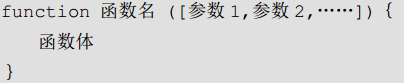 function 函数名 ([参数1,参数2,……]) {
函数体
}